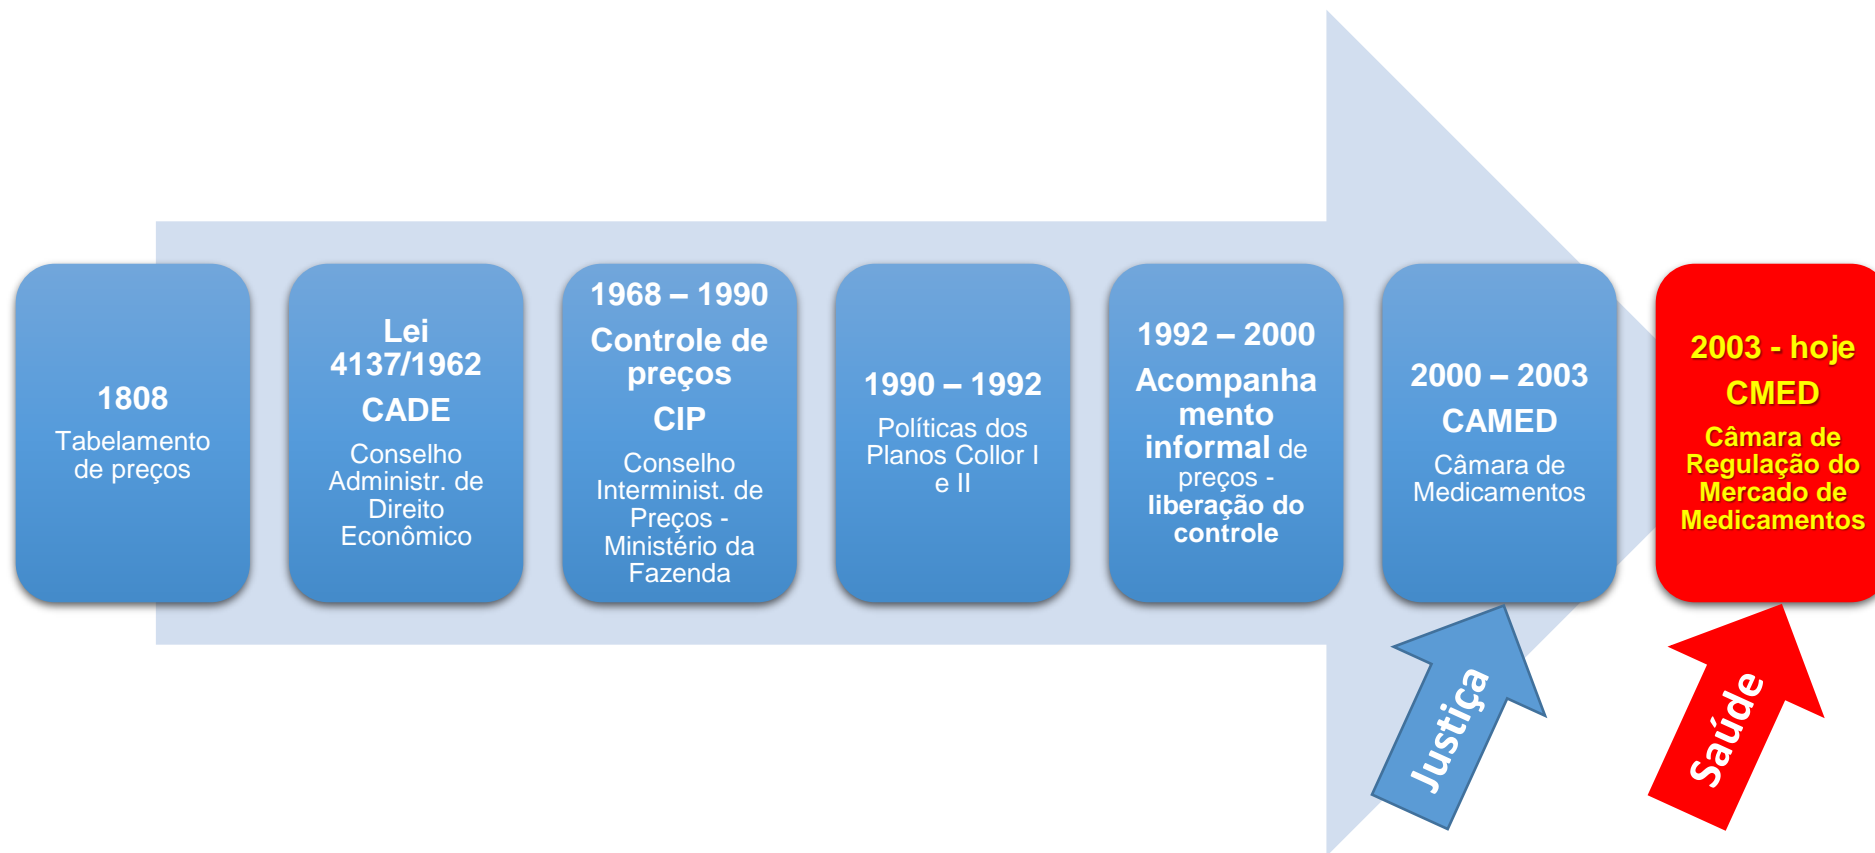 1808
Tabelamento
de preços
Lei
4137/1962
CADE
Conselho
Administr. de
Direito
Econômico
1968 – 1990
Controle de
preços
CIP
Conselho
Interminist. de
Preços -
Ministério da
Fazenda
1990 – 1992
Políticas dos
Planos Collor I
e II
1992 – 2000
Acompanha
mento
informal de
preços -
liberação do
controle
2000 – 2003
CAMED
Câmara de
Medicamentos
2003 - hoje
CMED
Câmara de
Regulação do
Mercado de
Medicamentos
Justiça
Saúde